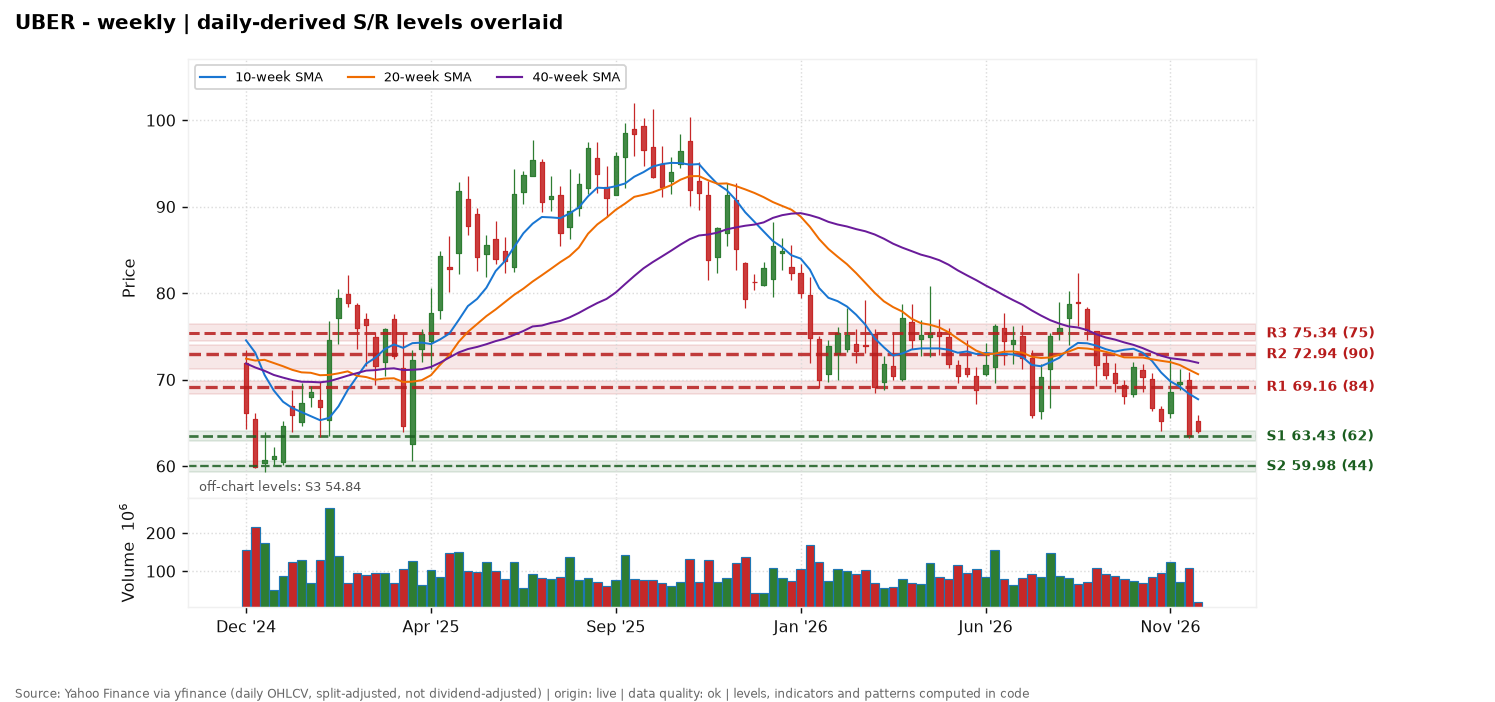 UBER - weekly | daily-derived S/R levels overlaid
10-week SMA 20-week SMA 40-week SMA
Price
100
90
80
70
60
R3 75.34 (75)
R2 72.94 (90)
R1 69.16 (84)
S1 63.43 (62)
S2 59.98 (44)
off-chart levels: S3 54.84
Volume 10⁶
200
100
Dec '24 Apr '25 Sep '25 Jan '26 Jun '26 Nov '26
Source: Yahoo Finance via yfinance (daily OHLCV, split-adjusted, not dividend-adjusted) | origin: live | data quality: ok | levels, indicators and patterns computed in code